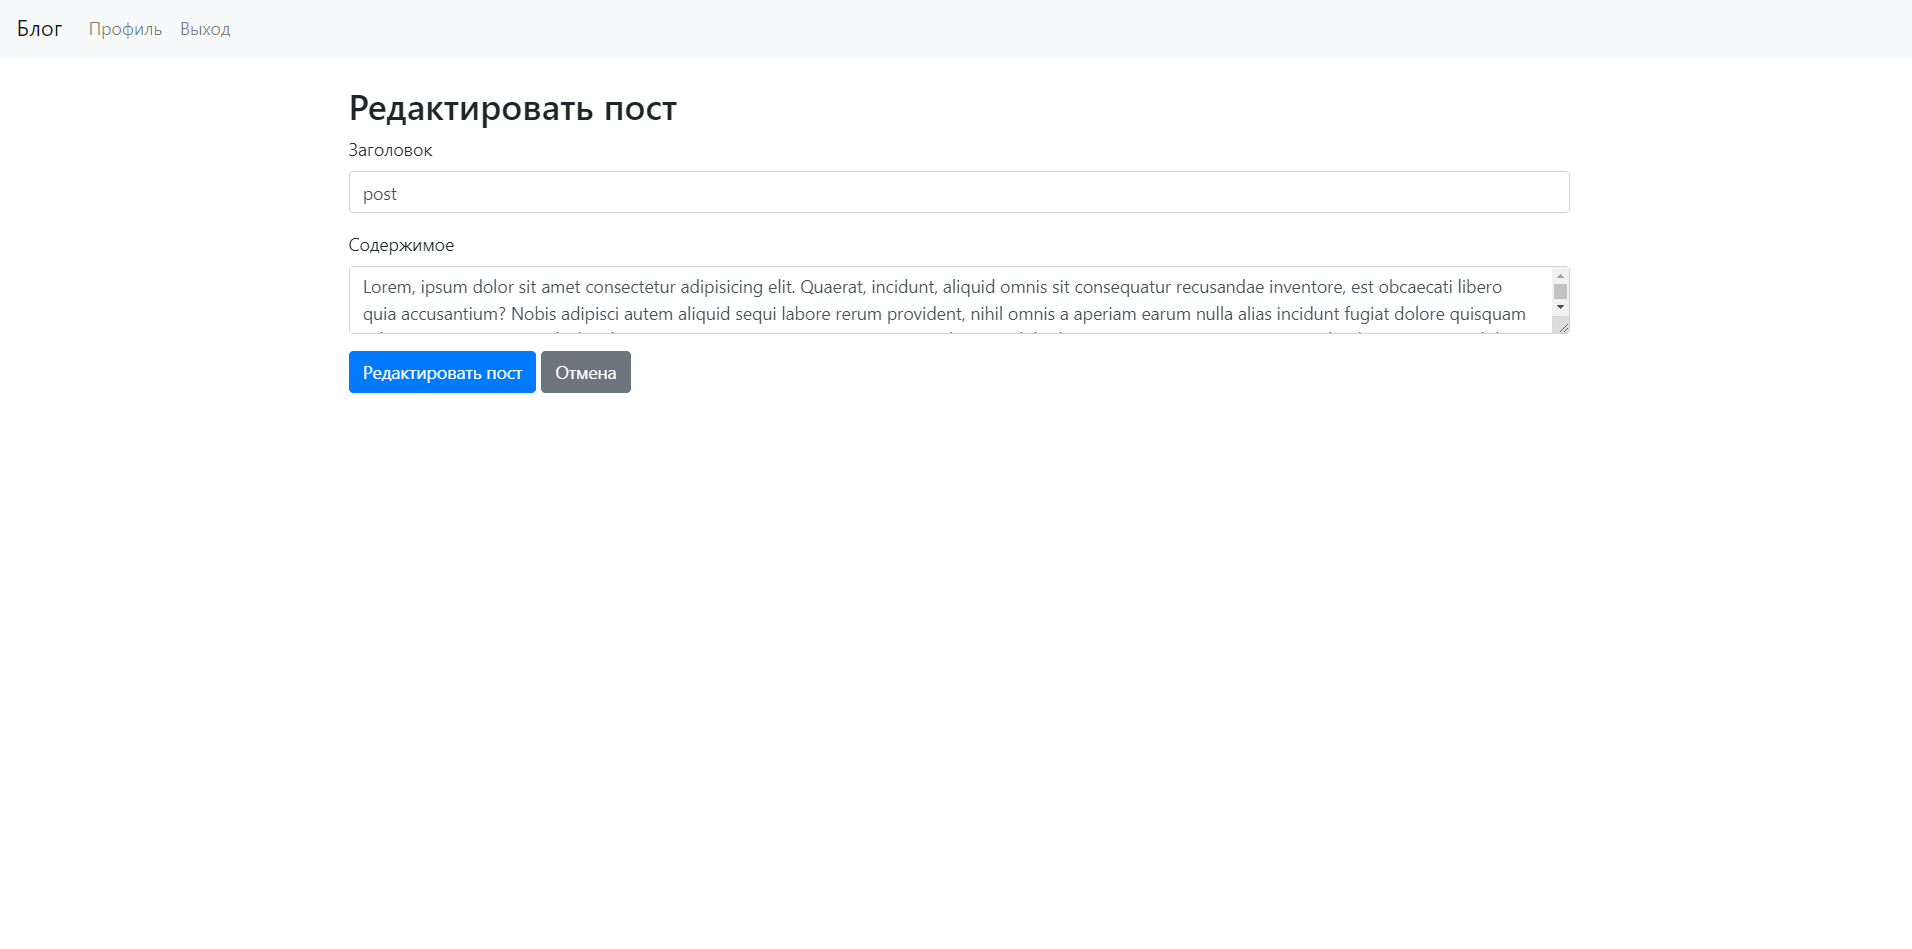 Блог Профиль Выход
Редактировать пост
Заголовок
post
Содержимое
Lorem, ipsum dolor sit amet consectetur adipisicing elit. Quaerat, incidunt, aliquid omnis sit consequatur recusandae inventore, est obcaecati libero
quia accusantium? Nobis adipisci autem aliquid sequi labore rerum provident, nihil omnis a aperiam earum nulla alias incidunt fugiat dolore quisquam
Редактировать пост Отмена